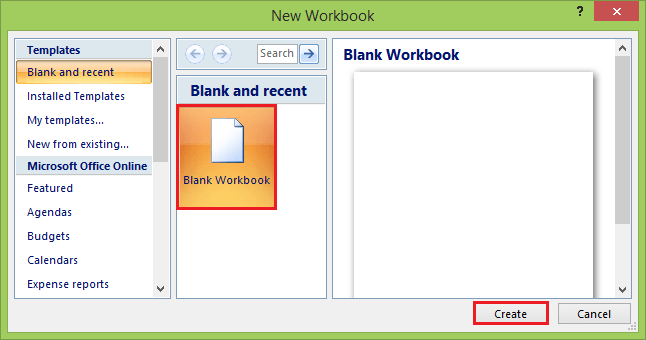 New Workbook
?
Templates
Blank and recent
Installed Templates
My templates...
New from existing...
Microsoft Office Online
Featured
Agendas
Budgets
Calendars
Expense reports
Search
Blank and recent
Blank Workbook
Blank Workbook
Create
Cancel